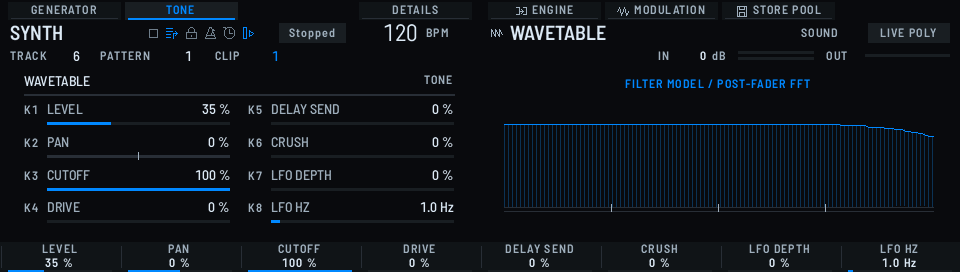 GENERATOR TONE DETAILS ENGINE MODULATION STORE POOL
SYNTH Stopped 120 BPM WAVETABLE SOUND LIVE POLY
TRACK 6 PATTERN 1 CLIP 1 IN 0 dB OUT
WAVETABLE TONE
FILTER MODEL / POST-FADER FFT
K1 LEVEL 35 % K5 DELAY SEND 0 %
K2 PAN 0 % K6 CRUSH 0 %
K3 CUTOFF 100 % K7 LFO DEPTH 0 %
K4 DRIVE 0 % K8 LFO HZ 1.0 Hz
LEVEL PAN CUTOFF DRIVE DELAY SEND CRUSH LFO DEPTH LFO HZ
35 % 0 % 100 % 0 % 0 % 0 % 0 % 1.0 Hz